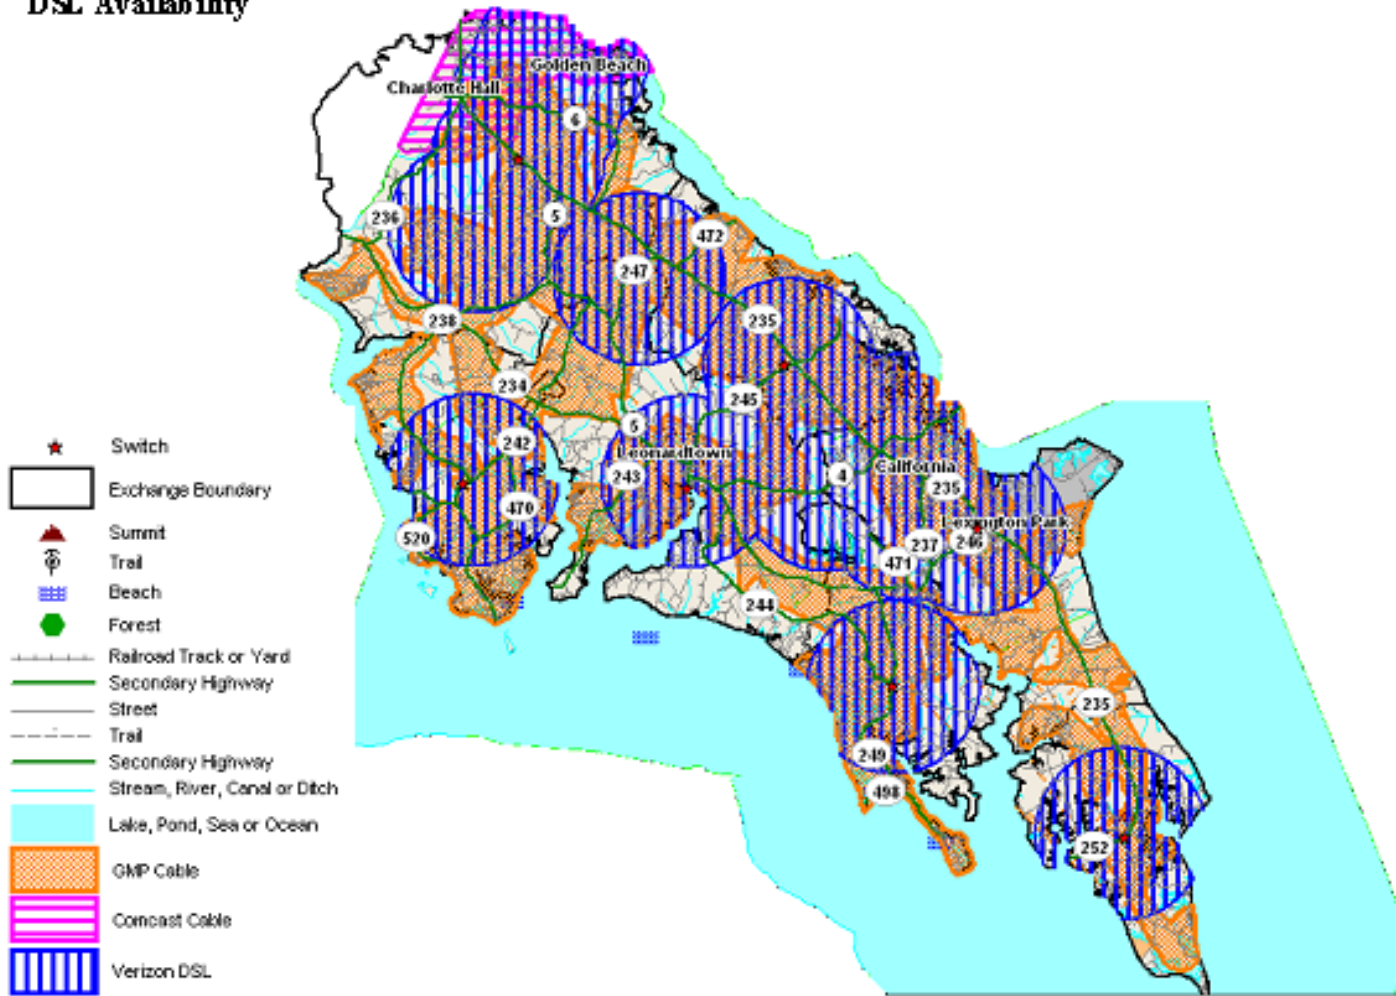 DSL Availability
Golden Beach
Charlotte Hall
6
236
5
472
247
238
235
234
245
5
242
Leonardtown
243
4
California
235
470
Lexington Park
520
237
246
471
244
235
249
498
252
Switch
Exchange Boundary
Summit
Trail
Beach
Forest
Railroad Track or Yard
Secondary Highway
Street
Trail
Secondary Highway
Stream, River, Canal or Ditch
Lake, Pond, Sea or Ocean
GMP Cable
Comcast Cable
Verizon DSL